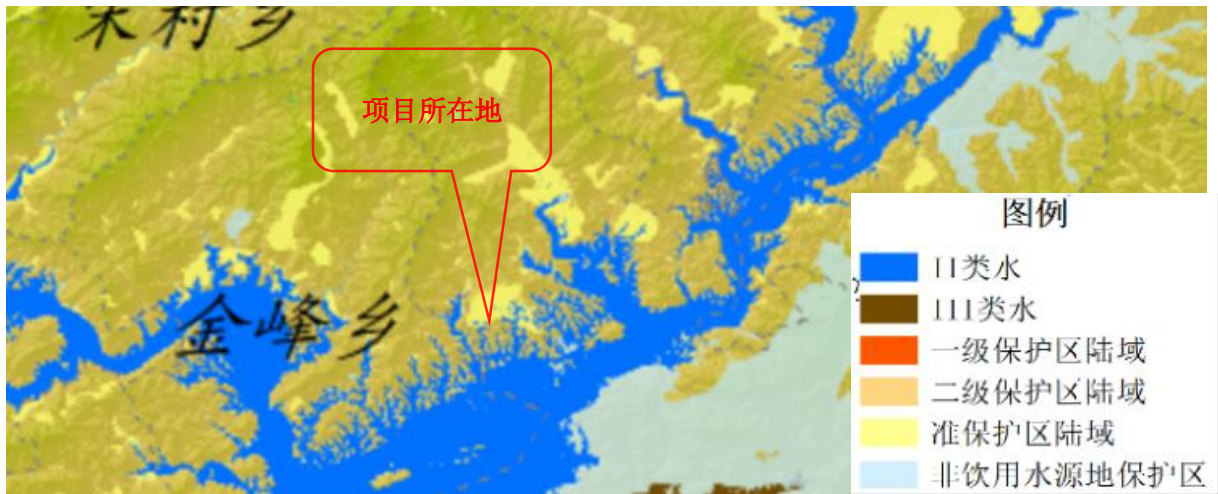 宋村乡
项目所在地
金峰乡
图例
II类水
III类水
一级保护区陆域
二级保护区陆域
准保护区陆域
非饮用水源地保护区